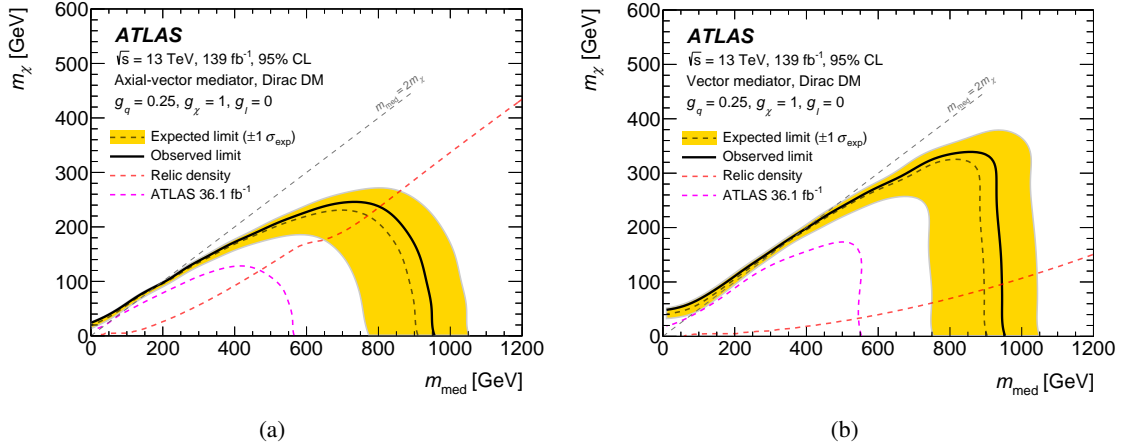 m_χ [GeV]
600
500
400
300
200
100
0
ATLAS
√s = 13 TeV, 139 fb⁻¹, 95% CL
Axial-vector mediator, Dirac DM
g_q = 0.25, g_χ = 1, g_l = 0
Expected limit (±1 σ_exp)
Observed limit
Relic density
ATLAS 36.1 fb⁻¹
m_med = 2m_χ
0 200 400 600 800 1000 1200
m_med [GeV]
(a)
m_χ [GeV]
600
500
400
300
200
100
0
ATLAS
√s = 13 TeV, 139 fb⁻¹, 95% CL
Vector mediator, Dirac DM
g_q = 0.25, g_χ = 1, g_l = 0
Expected limit (±1 σ_exp)
Observed limit
Relic density
ATLAS 36.1 fb⁻¹
m_med = 2m_χ
0 200 400 600 800 1000 1200
m_med [GeV]
(b)